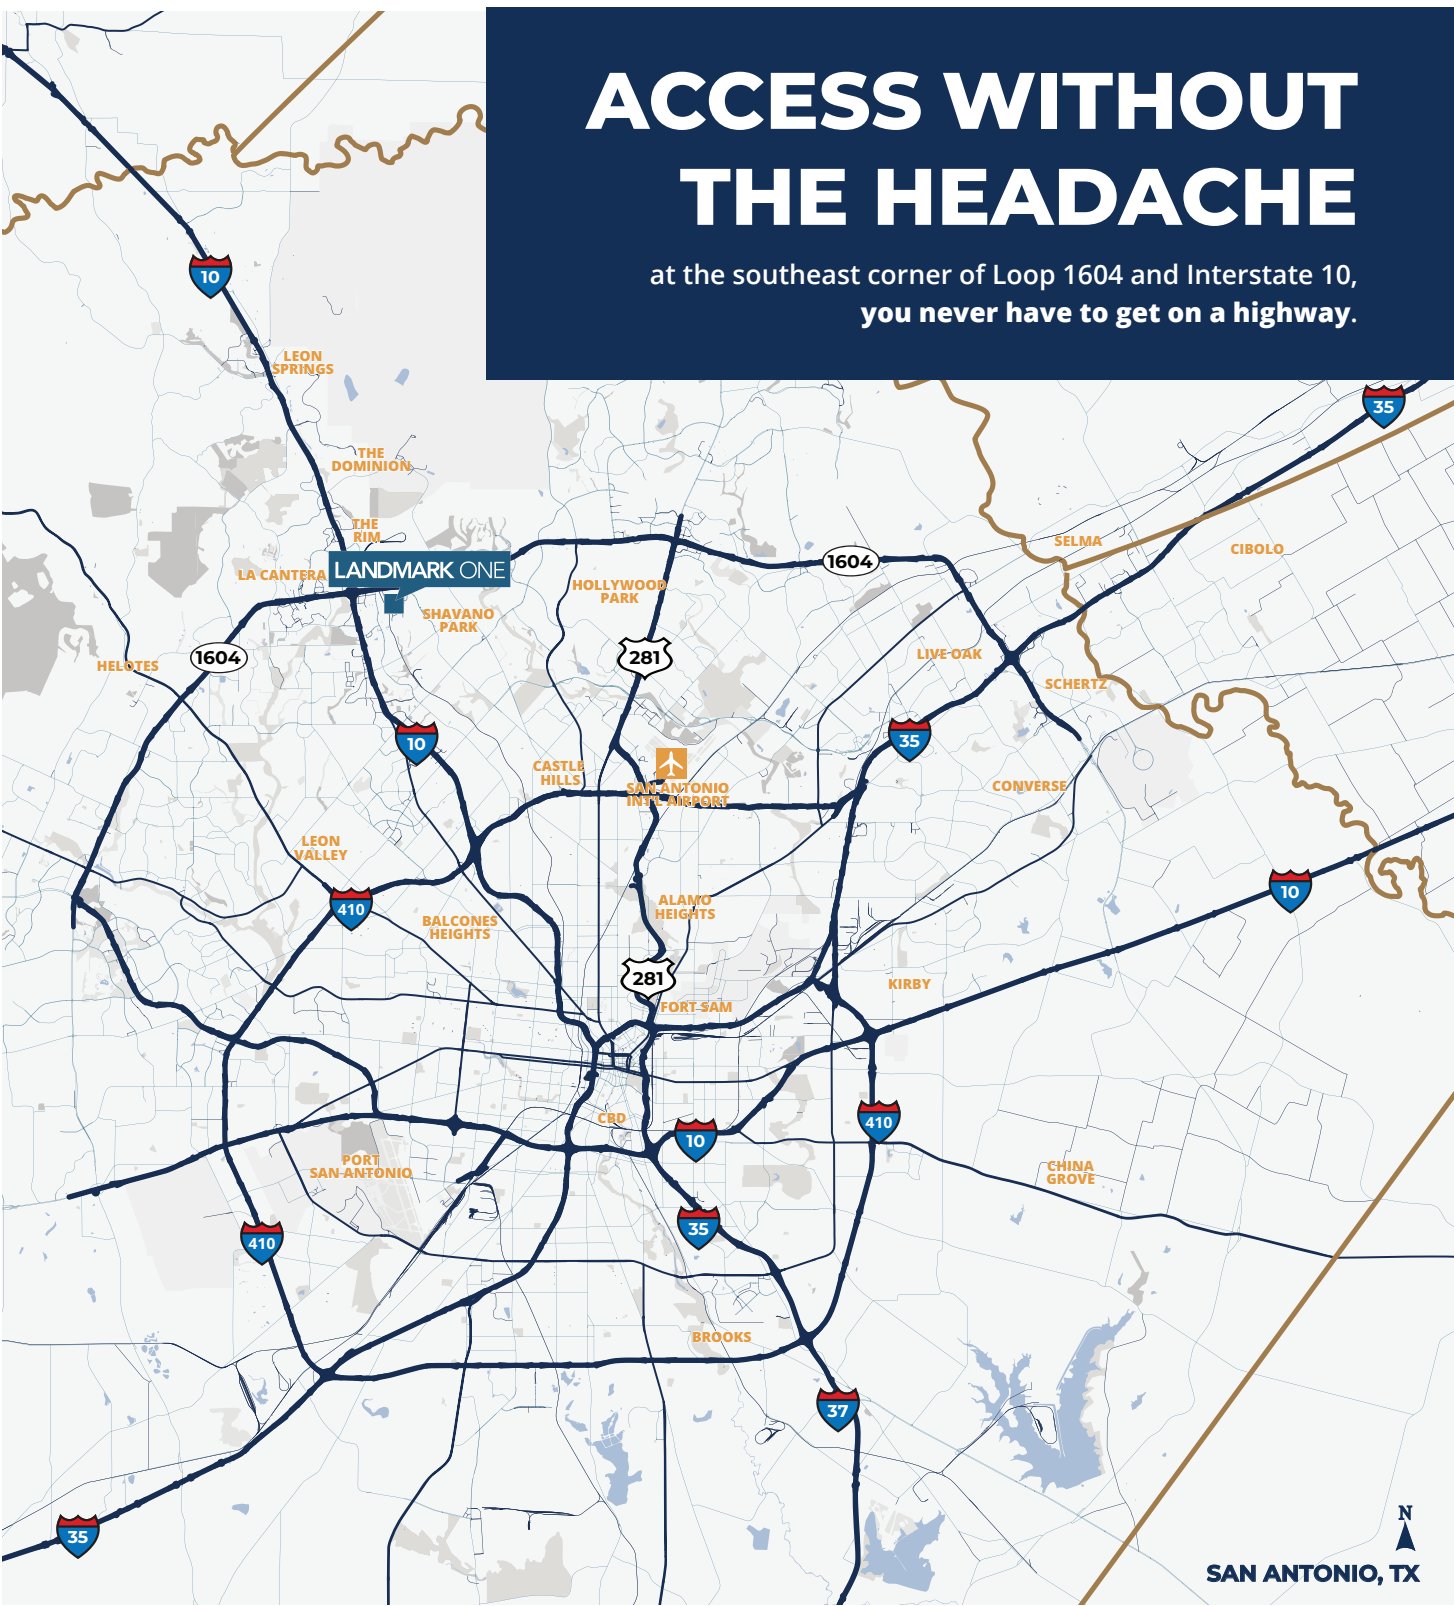 ACCESS WITHOUT
THE HEADACHE
at the southeast corner of Loop 1604 and Interstate 10,
you never have to get on a highway.
10
LEON
SPRINGS
35
THE
DOMINION
THE
RIM
SELMA
CIBOLO
1604
LA CANTERA
LANDMARK ONE
HOLLYWOOD
PARK
SHAVANO
PARK
1604
281
LIVE OAK
HELOTES
SCHERTZ
10
35
CASTLE
HILLS
SAN ANTONIO
INT'L AIRPORT
CONVERSE
LEON
VALLEY
10
410
ALAMO
HEIGHTS
BALCONES
HEIGHTS
281
KIRBY
FORT SAM
CBD
10
410
PORT
SAN ANTONIO
CHINA
GROVE
35
410
BROOKS
37
35
N
SAN ANTONIO, TX